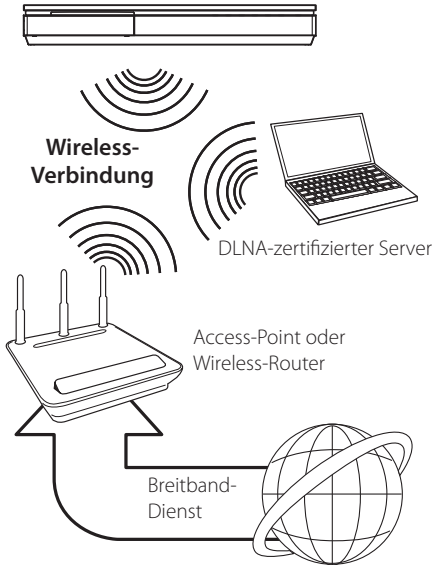 Wireless-
Verbindung
DLNA-zertifizierter Server
Access-Point oder
Wireless-Router
Breitband-
Dienst